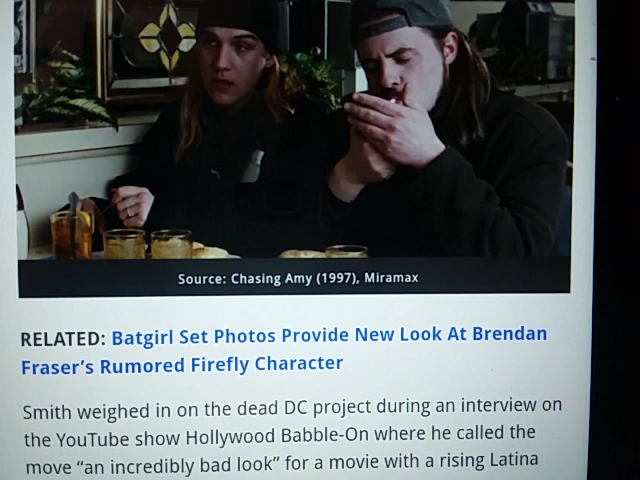 Source: Chasing Amy (1997), Miramax
RELATED: Batgirl Set Photos Provide New Look At Brendan
Fraser’s Rumored Firefly Character
Smith weighed in on the dead DC project during an interview on
the YouTube show Hollywood Babble-On where he called the
move “an incredibly bad look” for a movie with a rising Latina